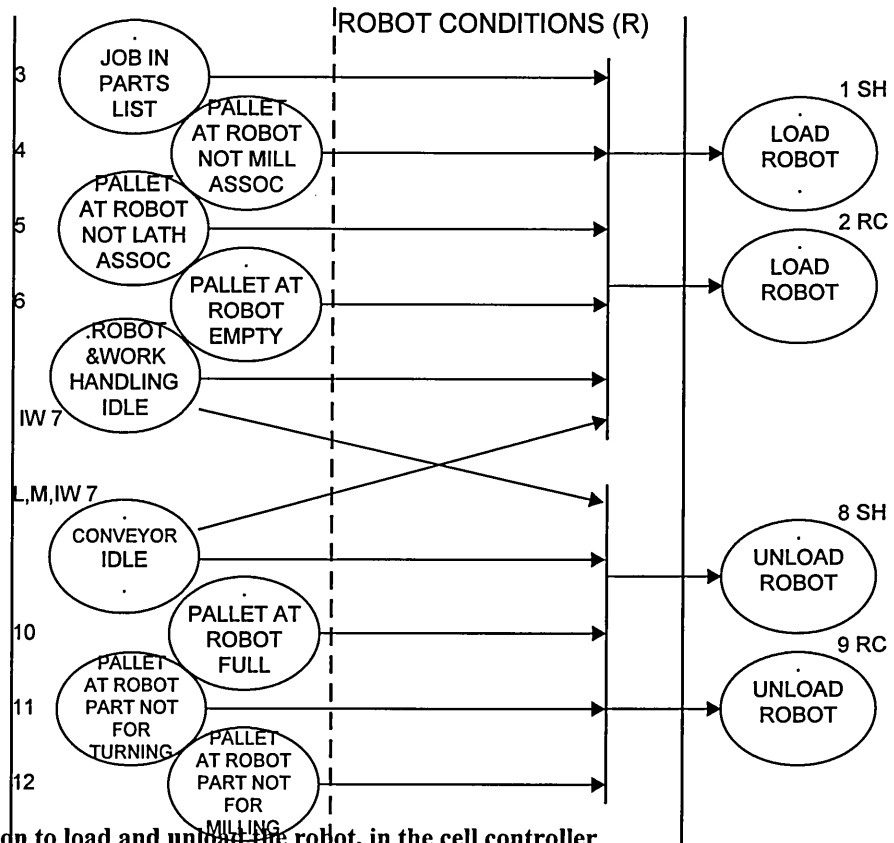 ROBOT CONDITIONS (R)
3
JOB IN
PARTS
LIST
4
PALLET
AT ROBOT
NOT MILL
ASSOC
1 SH
LOAD
ROBOT
5
PALLET
AT ROBOT
NOT LATH
ASSOC
2 RC
LOAD
ROBOT
6
PALLET AT
ROBOT
EMPTY
.ROBOT
&WORK
HANDLING
IDLE
IW 7
L,M,IW 7
CONVEYOR
IDLE
8 SH
UNLOAD
ROBOT
10
PALLET AT
ROBOT
FULL
9 RC
UNLOAD
ROBOT
11
PALLET
AT ROBOT
PART NOT
FOR
TURNING
12
PALLET
AT ROBOT
PART NOT
FOR
MILLING
on to load and unload the robot, in the cell controller